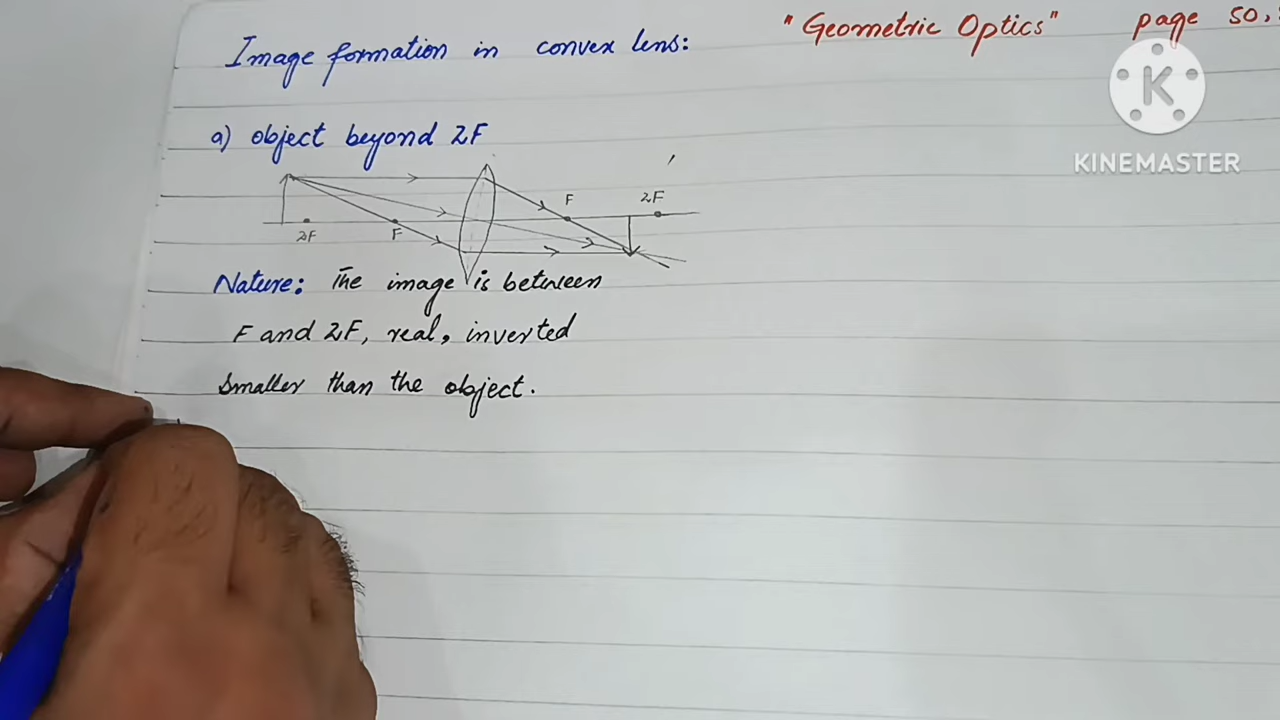 "Geometric Optics" page 50,
Image formation in convex lens:
K
KINEMASTER
a) object beyond 2F
F 2F
2F F
Nature: The image is between
F and 2F, real, inverted
Smaller than the object.